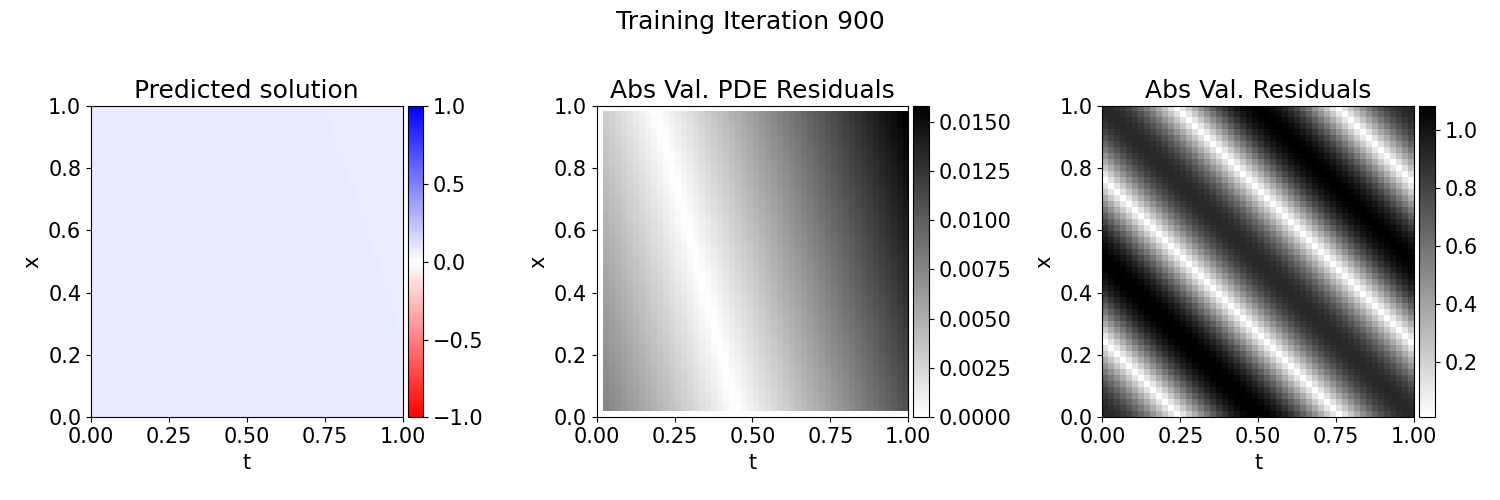 Training Iteration 900
Predicted solution
1.0
0.8
0.6
0.4
0.2
0.0
x
0.00 0.25 0.50 0.75 1.00
t
1.0
0.5
0.0
−0.5
−1.0
Abs Val. PDE Residuals
1.0
0.8
0.6
0.4
0.2
0.0
x
0.00 0.25 0.50 0.75 1.00
t
0.0150
0.0125
0.0100
0.0075
0.0050
0.0025
0.0000
Abs Val. Residuals
1.0
0.8
0.6
0.4
0.2
0.0
x
0.00 0.25 0.50 0.75 1.00
t
1.0
0.8
0.6
0.4
0.2